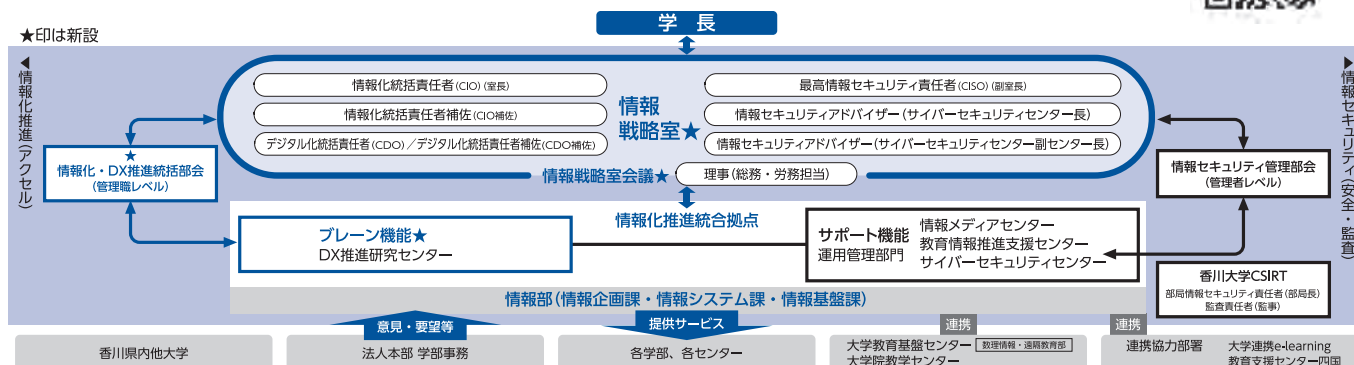 学 長
★印は新設
◀情報化推進(アクセル)
情報化統括責任者(CIO)(室長)
情報化統括責任者補佐(CIO補佐)
デジタル化統括責任者(CDO)／デジタル化統括責任者補佐(CDO補佐)
情報
戦略室★
最高情報セキュリティ責任者(CISO)(副室長)
情報セキュリティアドバイザー(サイバーセキュリティセンター長)
情報セキュリティアドバイザー(サイバーセキュリティセンター副センター長)
情報戦略室会議★
理事(総務・労務担当)
▶情報セキュリティ(安全・監査)
★
情報化・DX推進統括部会
(管理職レベル)
情報セキュリティ管理部会
(管理者レベル)
情報化推進統合拠点
ブレーン機能★
DX推進研究センター
サポート機能
運用管理部門
情報メディアセンター
教育情報推進支援センター
サイバーセキュリティセンター
香川大学CSIRT
部局情報セキュリティ責任者(部局長)
監査責任者(監事)
情報部(情報企画課・情報システム課・情報基盤課)
意見・要望等
提供サービス
連携
連携
香川県内他大学
法人本部 学部事務
各学部、各センター
大学教育基盤センター 数理情報・遠隔教育部
大学院教学センター
連携協力部署
大学連携e-learning
教育支援センター四国